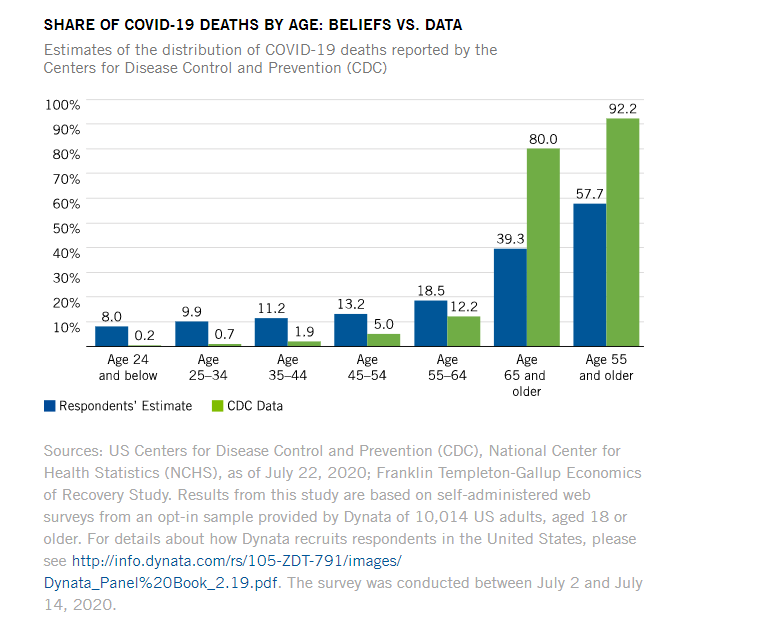 SHARE OF COVID-19 DEATHS BY AGE: BELIEFS VS. DATA
Estimates of the distribution of COVID-19 deaths reported by the
Centers for Disease Control and Prevention (CDC)
100%
90%
80%
70%
60%
50%
40%
30%
20%
10%
8.0
0.2
9.9
0.7
11.2
1.9
13.2
5.0
18.5
12.2
39.3
80.0
57.7
92.2
Age 24
and below
Age
25–34
Age
35–44
Age
45–54
Age
55–64
Age
65 and
older
Age 55
and older
Respondents' Estimate
CDC Data
Sources: US Centers for Disease Control and Prevention (CDC), National Center for
Health Statistics (NCHS), as of July 22, 2020; Franklin Templeton-Gallup Economics
of Recovery Study. Results from this study are based on self-administered web
surveys from an opt-in sample provided by Dynata of 10,014 US adults, aged 18 or
older. For details about how Dynata recruits respondents in the United States, please
see http://info.dynata.com/rs/105-ZDT-791/images/
Dynata_Panel%20Book_2.19.pdf. The survey was conducted between July 2 and July
14, 2020.